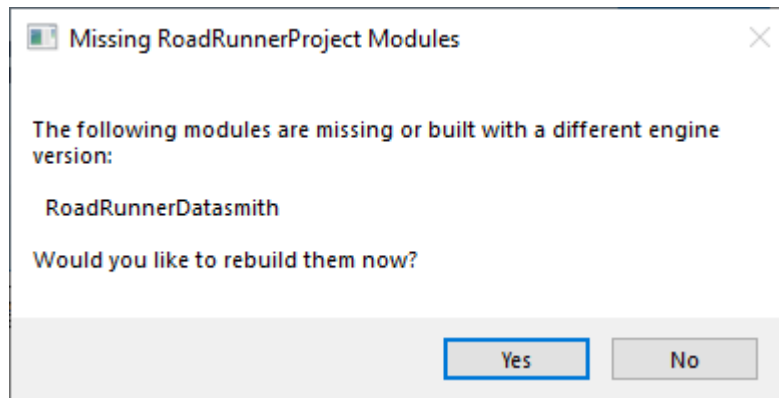 Missing RoadRunnerProject Modules
The following modules are missing or built with a different engine
version:
RoadRunnerDatasmith
Would you like to rebuild them now?
Yes
No